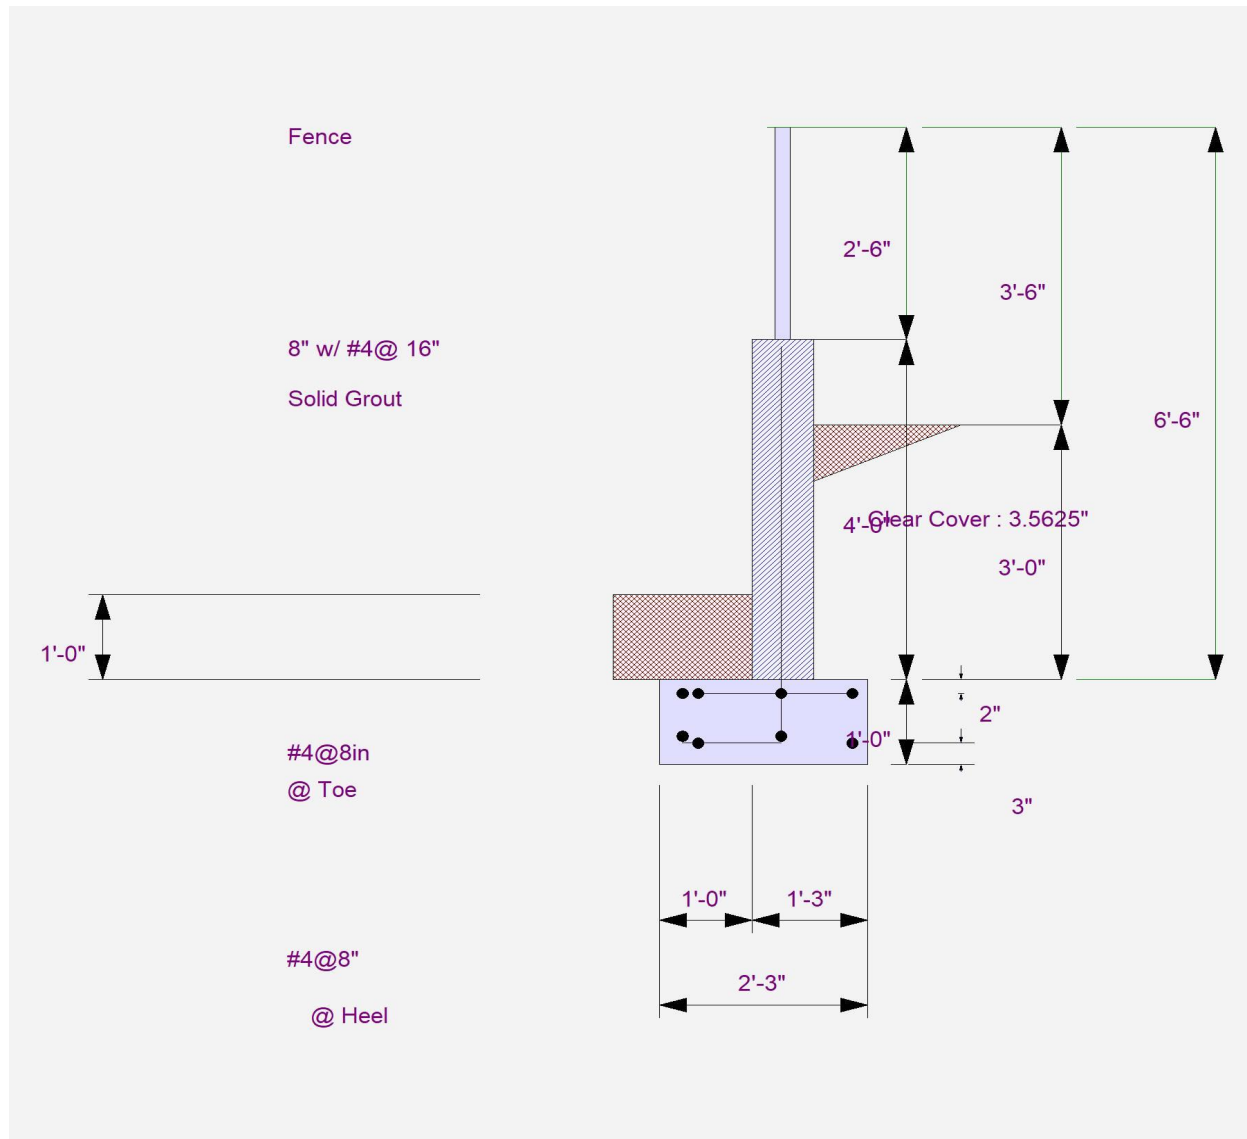 Fence
2'-6"
3'-6"
8" w/ #4@ 16"
Solid Grout
6'-6"
4'-0"
Clear Cover : 3.5625"
3'-0"
1'-0"
2"
1'-0"
#4@8in
@ Toe
3"
1'-0"
1'-3"
#4@8"
2'-3"
@ Heel